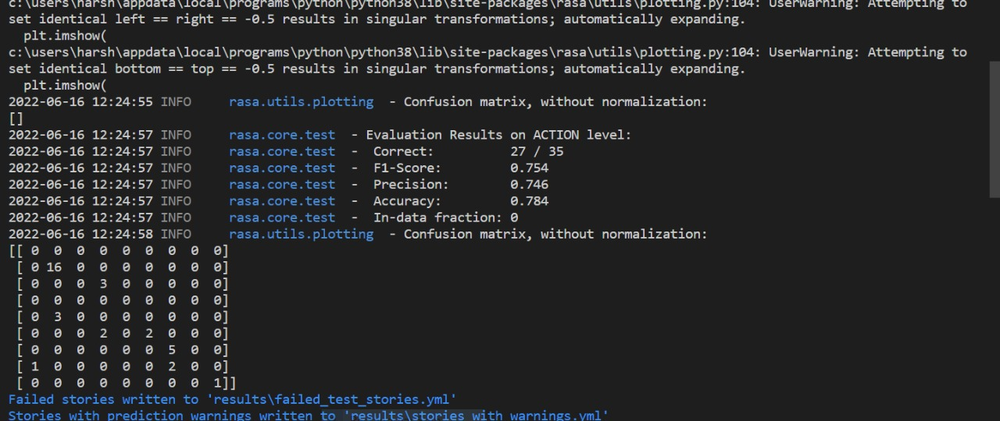 c:\users\harsh\appdata\local\programs\python\python38\lib\site-packages\rasa\utils\plotting.py:104: UserWarning: Attempting to
set identical left == right == -0.5 results in singular transformations; automatically expanding.
  plt.imshow(
c:\users\harsh\appdata\local\programs\python\python38\lib\site-packages\rasa\utils\plotting.py:104: UserWarning: Attempting to
set identical bottom == top == -0.5 results in singular transformations; automatically expanding.
  plt.imshow(
2022-06-16 12:24:55 INFO     rasa.utils.plotting  - Confusion matrix, without normalization:
[]
2022-06-16 12:24:57 INFO     rasa.core.test  - Evaluation Results on ACTION level:
2022-06-16 12:24:57 INFO     rasa.core.test  -  Correct:          27 / 35
2022-06-16 12:24:57 INFO     rasa.core.test  -  F1-Score:         0.754
2022-06-16 12:24:57 INFO     rasa.core.test  -  Precision:        0.746
2022-06-16 12:24:57 INFO     rasa.core.test  -  Accuracy:         0.784
2022-06-16 12:24:57 INFO     rasa.core.test  -  In-data fraction: 0
2022-06-16 12:24:58 INFO     rasa.utils.plotting  - Confusion matrix, without normalization:
[[ 0  0  0  0  0  0  0  0  0]
 [ 0 16  0  0  0  0  0  0  0]
 [ 0  0  0  3  0  0  0  0  0]
 [ 0  0  0  0  0  0  0  0  0]
 [ 0  3  0  0  0  0  0  0  0]
 [ 0  0  0  2  0  2  0  0  0]
 [ 0  0  0  0  0  0  5  0  0]
 [ 1  0  0  0  0  0  2  0  0]
 [ 0  0  0  0  0  0  0  0  1]]
Failed stories written to 'results\failed_test_stories.yml'
Stories with prediction warnings written to 'results\stories_with_warnings.yml'